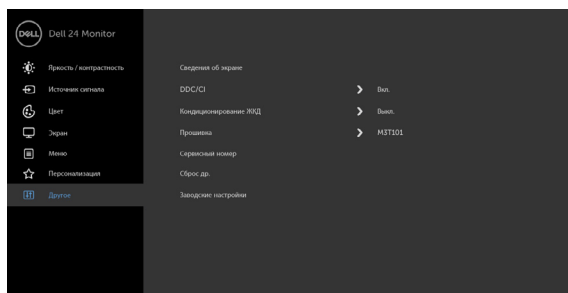 DELL Dell 24 Monitor
Яркость / контрастность
Сведения об экране
Источник сигнала
DDC/CI Вкл.
Цвет
Кондиционирование ЖКД Выкл.
Экран
Прошивка M3T101
Меню
Сервисный номер
Персонализация
Сброс др.
Другое
Заводские настройки